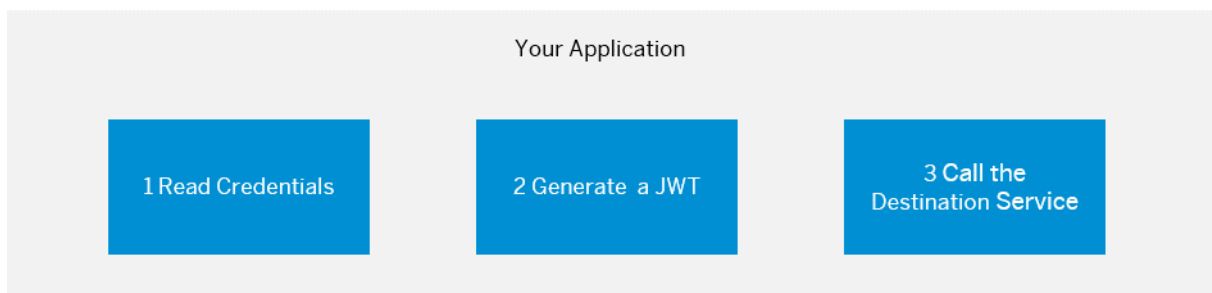 Your Application
1 Read Credentials
2 Generate a JWT
3 Call the
Destination Service